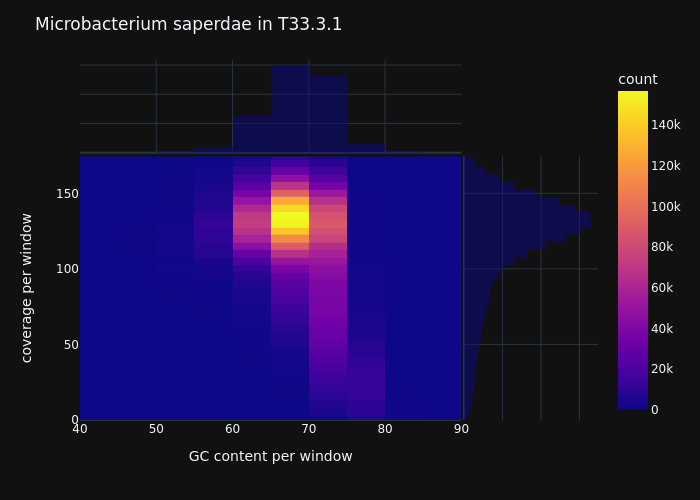 Microbacterium saperdae in T33.3.1
count
140k
120k
100k
80k
60k
40k
20k
0
coverage per window
150
100
50
0
40 50 60 70 80 90
GC content per window